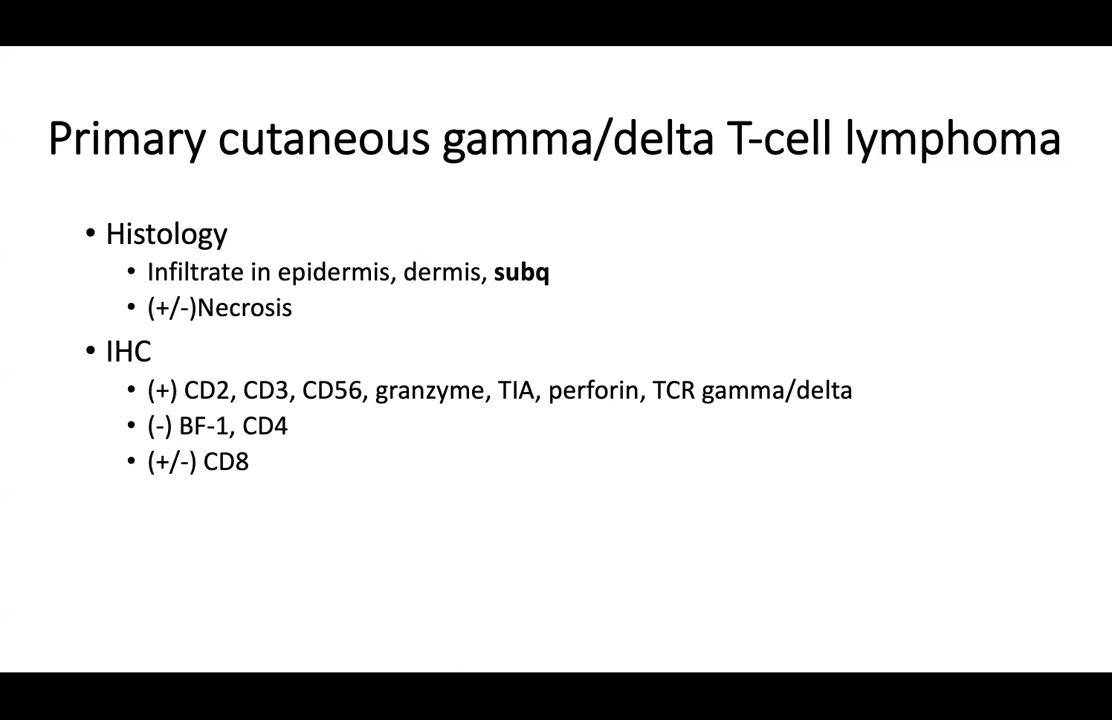 Primary cutaneous gamma/delta T-cell lymphoma
• Histology
• Infiltrate in epidermis, dermis, subq
• (+/-)Necrosis
• IHC
• (+) CD2, CD3, CD56, granzyme, TIA, perforin, TCR gamma/delta
• (-) BF-1, CD4
• (+/-) CD8